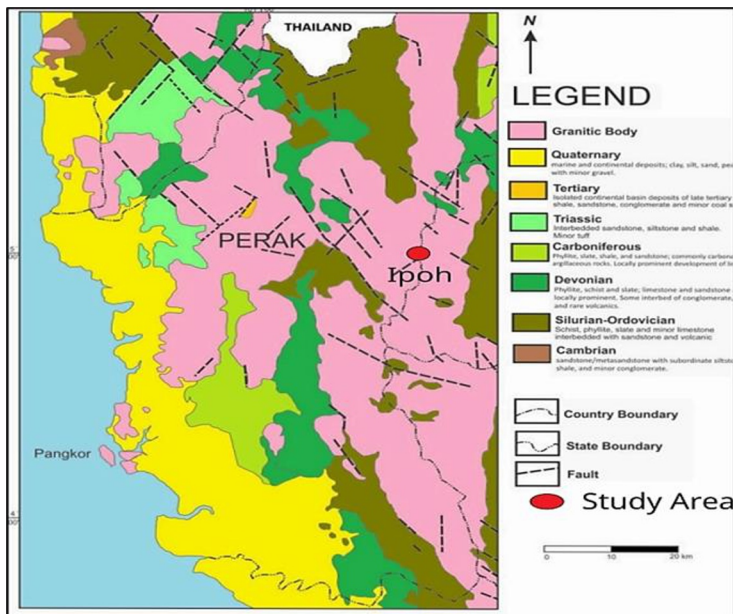 THAILAND
N
PERAK
Ipoh
Pangkor
5
00'
4
00'
LEGEND
Granitic Body
Quaternary
marine and continental deposits; clay, silt, sand,
with minor gravel.
Tertiary
Isolated continental basin deposits of late tertiary
shale, sandstone, conglomerate and minor coal
Triassic
Interbedded sandstone, siltstone and shale.
Minor tuff
Carboniferous
Phyllite, slate, shale, and sandstone; commonly
argillaceous rocks. Locally prominent development of
Devonian
Phyllite, schist and slate; limestone and sandstone
locally prominent. Some interbed of conglomerate,
and rare volcanics.
Silurian-Ordovician
Schist, phyllite, slate and minor limestone
interbedded with sandstone and volcanic
Cambrian
sandstone/metasandstone with subordinate
shale, and minor conglomerate.
Country Boundary
State Boundary
Fault
Study Area
0 10 20 km